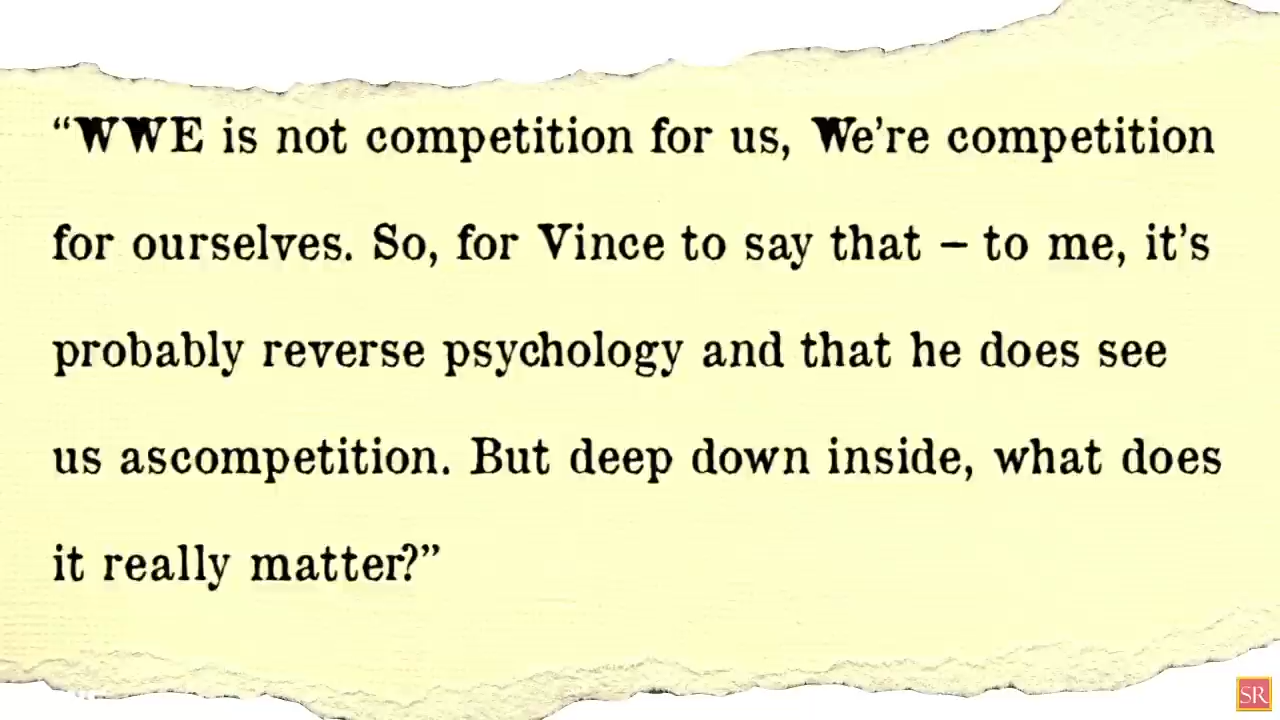 “WWE is not competition for us, We’re competition
for ourselves. So, for Vince to say that – to me, it’s
probably reverse psychology and that he does see
us ascompetition. But deep down inside, what does
it really matter?”
SR